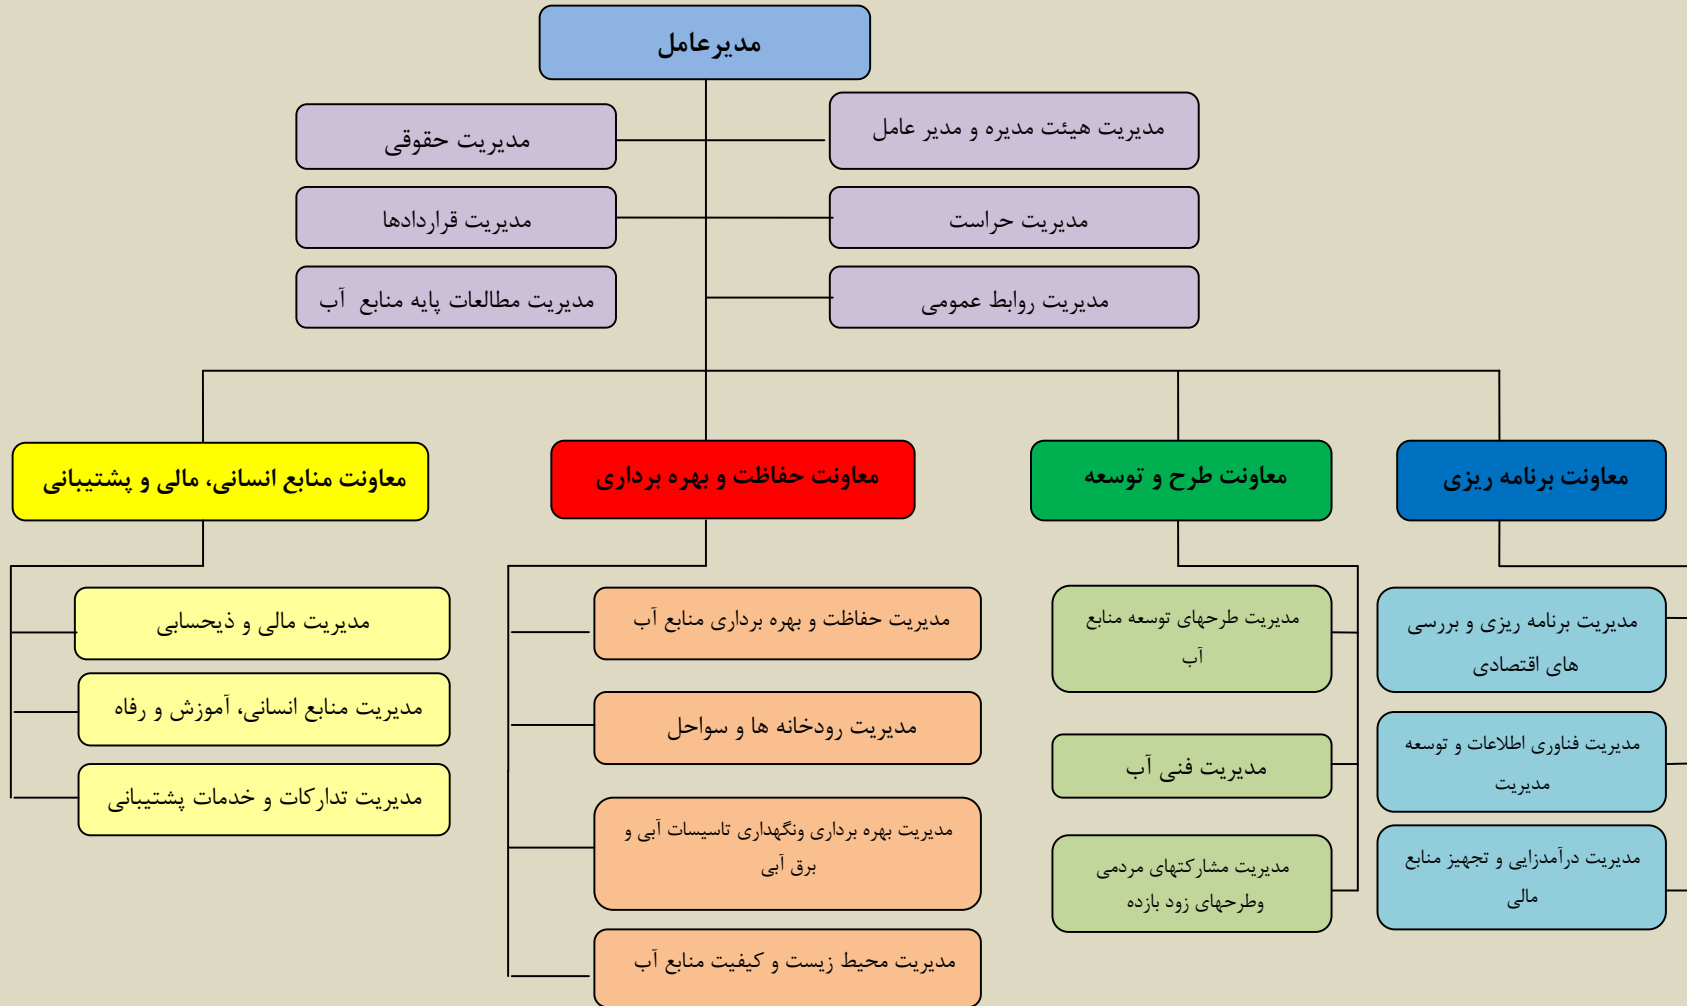 مدیرعامل
مدیریت هیئت مدیره و مدیر عامل
مدیریت حقوقی
مدیریت حراست
مدیریت قراردادها
مدیریت روابط عمومی
مدیریت مطالعات پایه منابع آب
معاونت برنامه ریزی
معاونت طرح و توسعه
معاونت حفاظت و بهره برداری
معاونت منابع انسانی، مالی و پشتیبانی
مدیریت برنامه ریزی و بررسی
های اقتصادی
مدیریت فناوری اطلاعات و توسعه
مدیریت
مدیریت درآمدزایی و تجهیز منابع
مالی
مدیریت طرحهای توسعه منابع
آب
مدیریت فنی آب
مدیریت مشارکتهای مردمی
وطرحهای زود بازده
مدیریت حفاظت و بهره برداری منابع آب
مدیریت رودخانه ها و سواحل
مدیریت بهره برداری ونگهداری تاسیسات آبی و
برق آبی
مدیریت محیط زیست و کیفیت منابع آب
مدیریت مالی و ذیحسابی
مدیریت منابع انسانی، آموزش و رفاه
مدیریت تدارکات و خدمات پشتیبانی